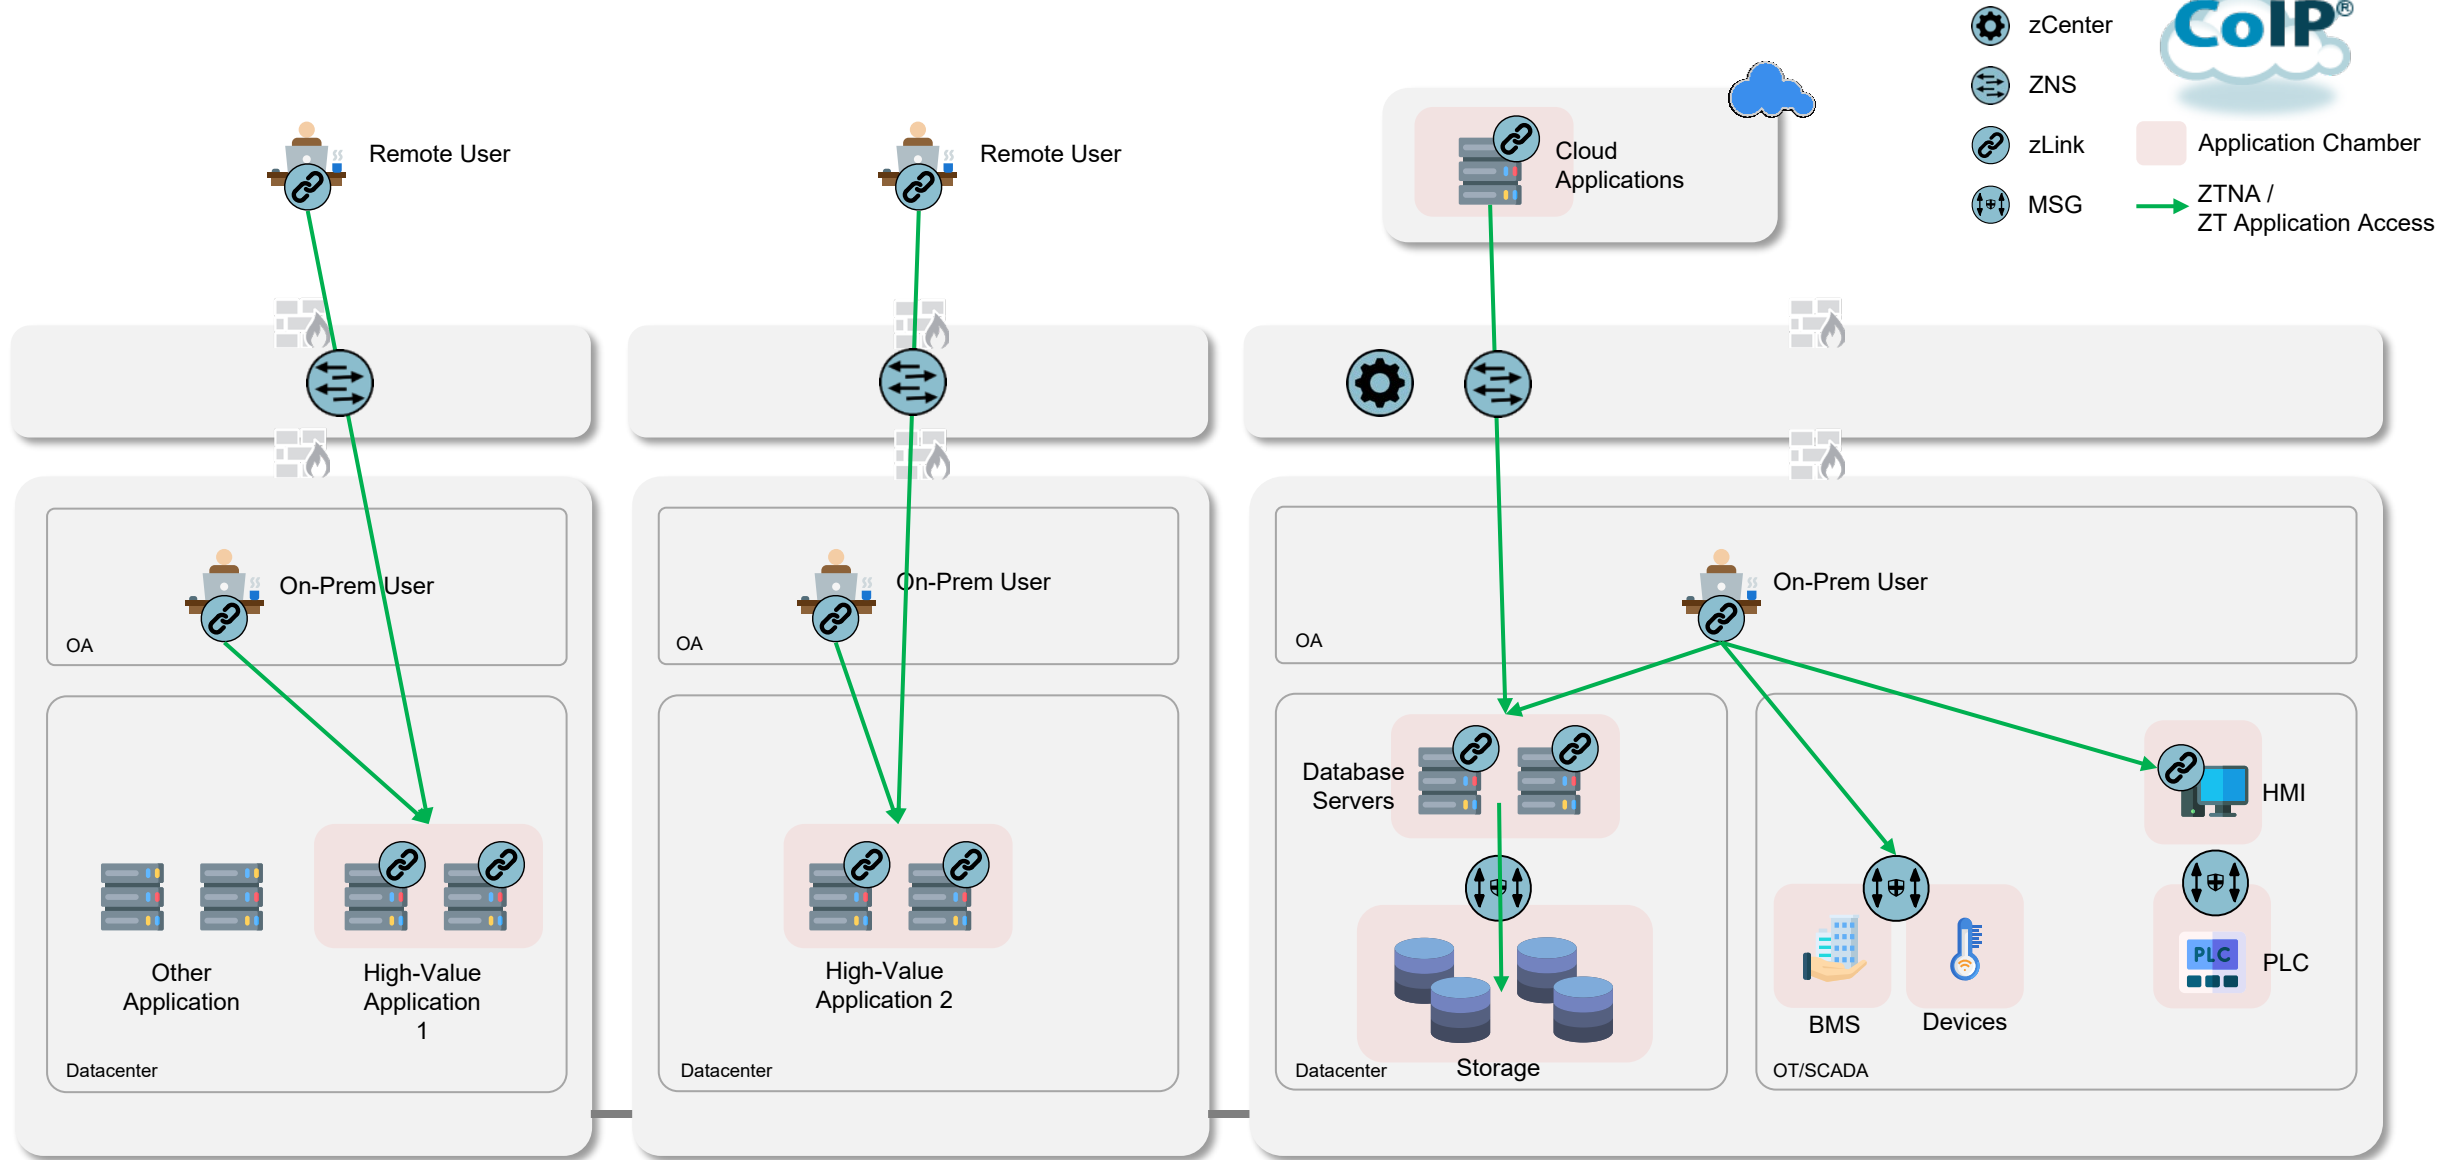 zCenter
CoIP®
ZNS
zLink
Application Chamber
MSG
ZTNA /
ZT Application Access
Remote User
Remote User
Cloud
Applications
On-Prem User
OA
On-Prem User
OA
On-Prem User
OA
Other
Application
High-Value
Application
1
Datacenter
High-Value
Application 2
Datacenter
Database
Servers
Storage
Datacenter
HMI
PLC
PLC
BMS
Devices
OT/SCADA